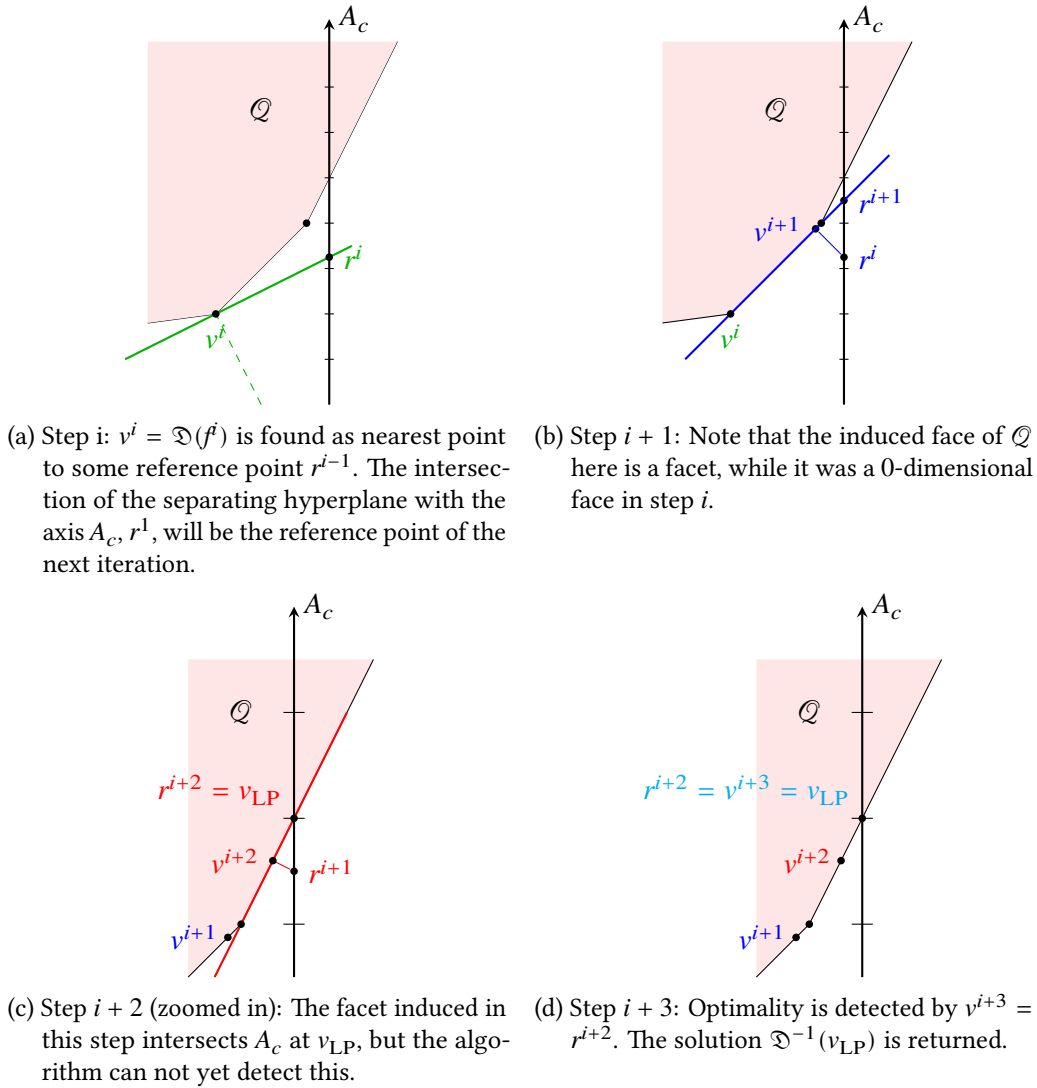 A_c
𝒬
r^i
v^i
(a) Step i: v^i = 𝔇(f^i) is found as nearest point
to some reference point r^{i−1}. The intersec-
tion of the separating hyperplane with the
axis A_c, r^1, will be the reference point of the
next iteration.
A_c
𝒬
r^{i+1}
v^{i+1}
r^i
v^i
(b) Step i + 1: Note that the induced face of 𝒬
here is a facet, while it was a 0-dimensional
face in step i.
A_c
𝒬
r^{i+2} = v_LP
v^{i+2}
r^{i+1}
v^{i+1}
(c) Step i + 2 (zoomed in): The facet induced in
this step intersects A_c at v_LP, but the algo-
rithm can not yet detect this.
A_c
𝒬
r^{i+2} = v^{i+3} = v_LP
v^{i+2}
v^{i+1}
(d) Step i + 3: Optimality is detected by v^{i+3} =
r^{i+2}. The solution 𝔇^{−1}(v_LP) is returned.